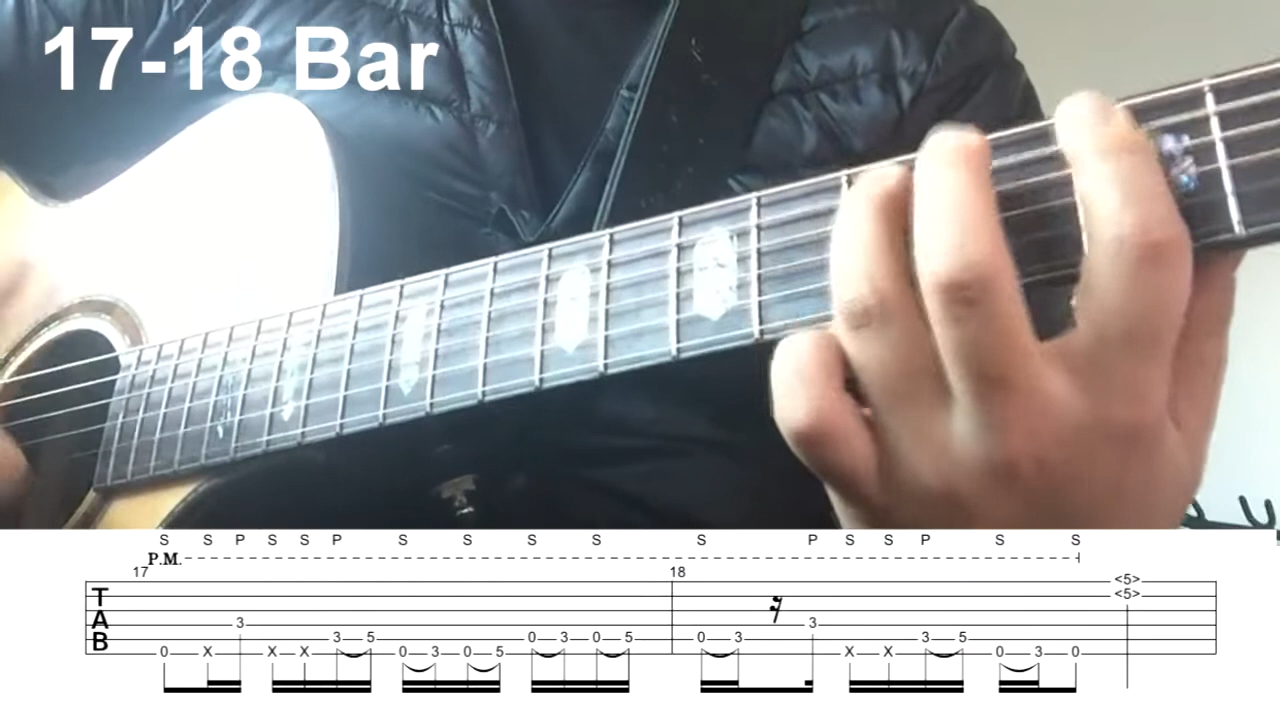 17-18 Bar
S S P S S P S S S S S P S S P S S
P.M.
17 18
<5>
<5>
T
A 3 3
B 3 5 0 3 0 5 0 3 3 5
0 X X X 0 3 0 5 X X 0 3 0